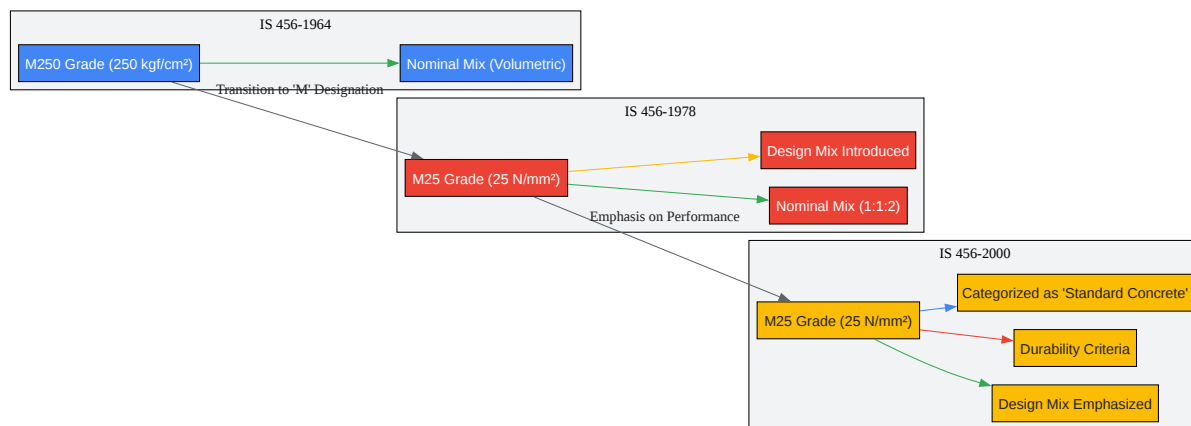 IS 456-1964
M250 Grade (250 kgf/cm²)
Nominal Mix (Volumetric)
Transition to 'M' Designation
IS 456-1978
M25 Grade (25 N/mm²)
Design Mix Introduced
Nominal Mix (1:1:2)
Emphasis on Performance
IS 456-2000
M25 Grade (25 N/mm²)
Categorized as 'Standard Concrete'
Durability Criteria
Design Mix Emphasized